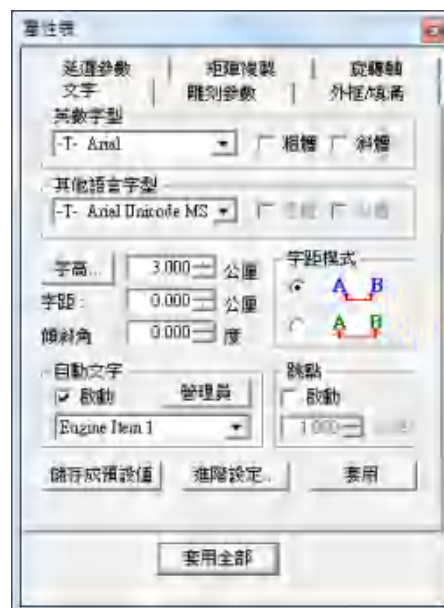 屬性表
延遲參數 矩陣複製 旋轉軸
文字 雕刻參數 外框/填滿
英數字型
-T- Arial 粗體 斜體
其他語言字型
-T- Arial Unicode MS
字高... 3.000 公厘
字距: 0.000 公厘
傾斜角 0.000 度
字距模式
A B
A B
自動文字
啟動 管理員
Engine Item 1
跳點
啟動
1.000
儲存成預設值 進階設定... 套用
套用全部